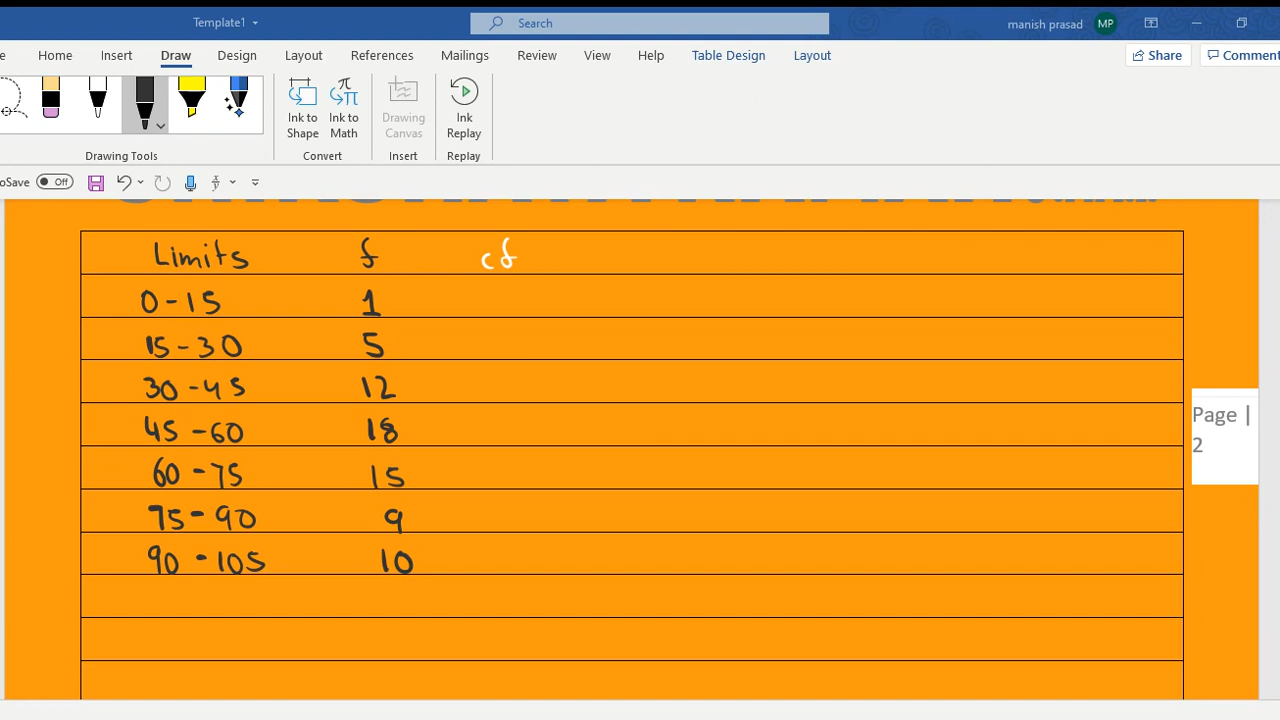 Template1
Search
manish prasad MP
Home Insert Draw Design Layout References Mailings Review View Help Table Design Layout Share Comment
Ink to Shape
Ink to Math
Drawing Canvas
Ink Replay
Drawing Tools Convert Insert Replay
oSave Off
Limits f cf
0-15 1
15-30 5
30-45 12
45-60 18
60-75 15
75-90 9
90-105 10
Page |
2